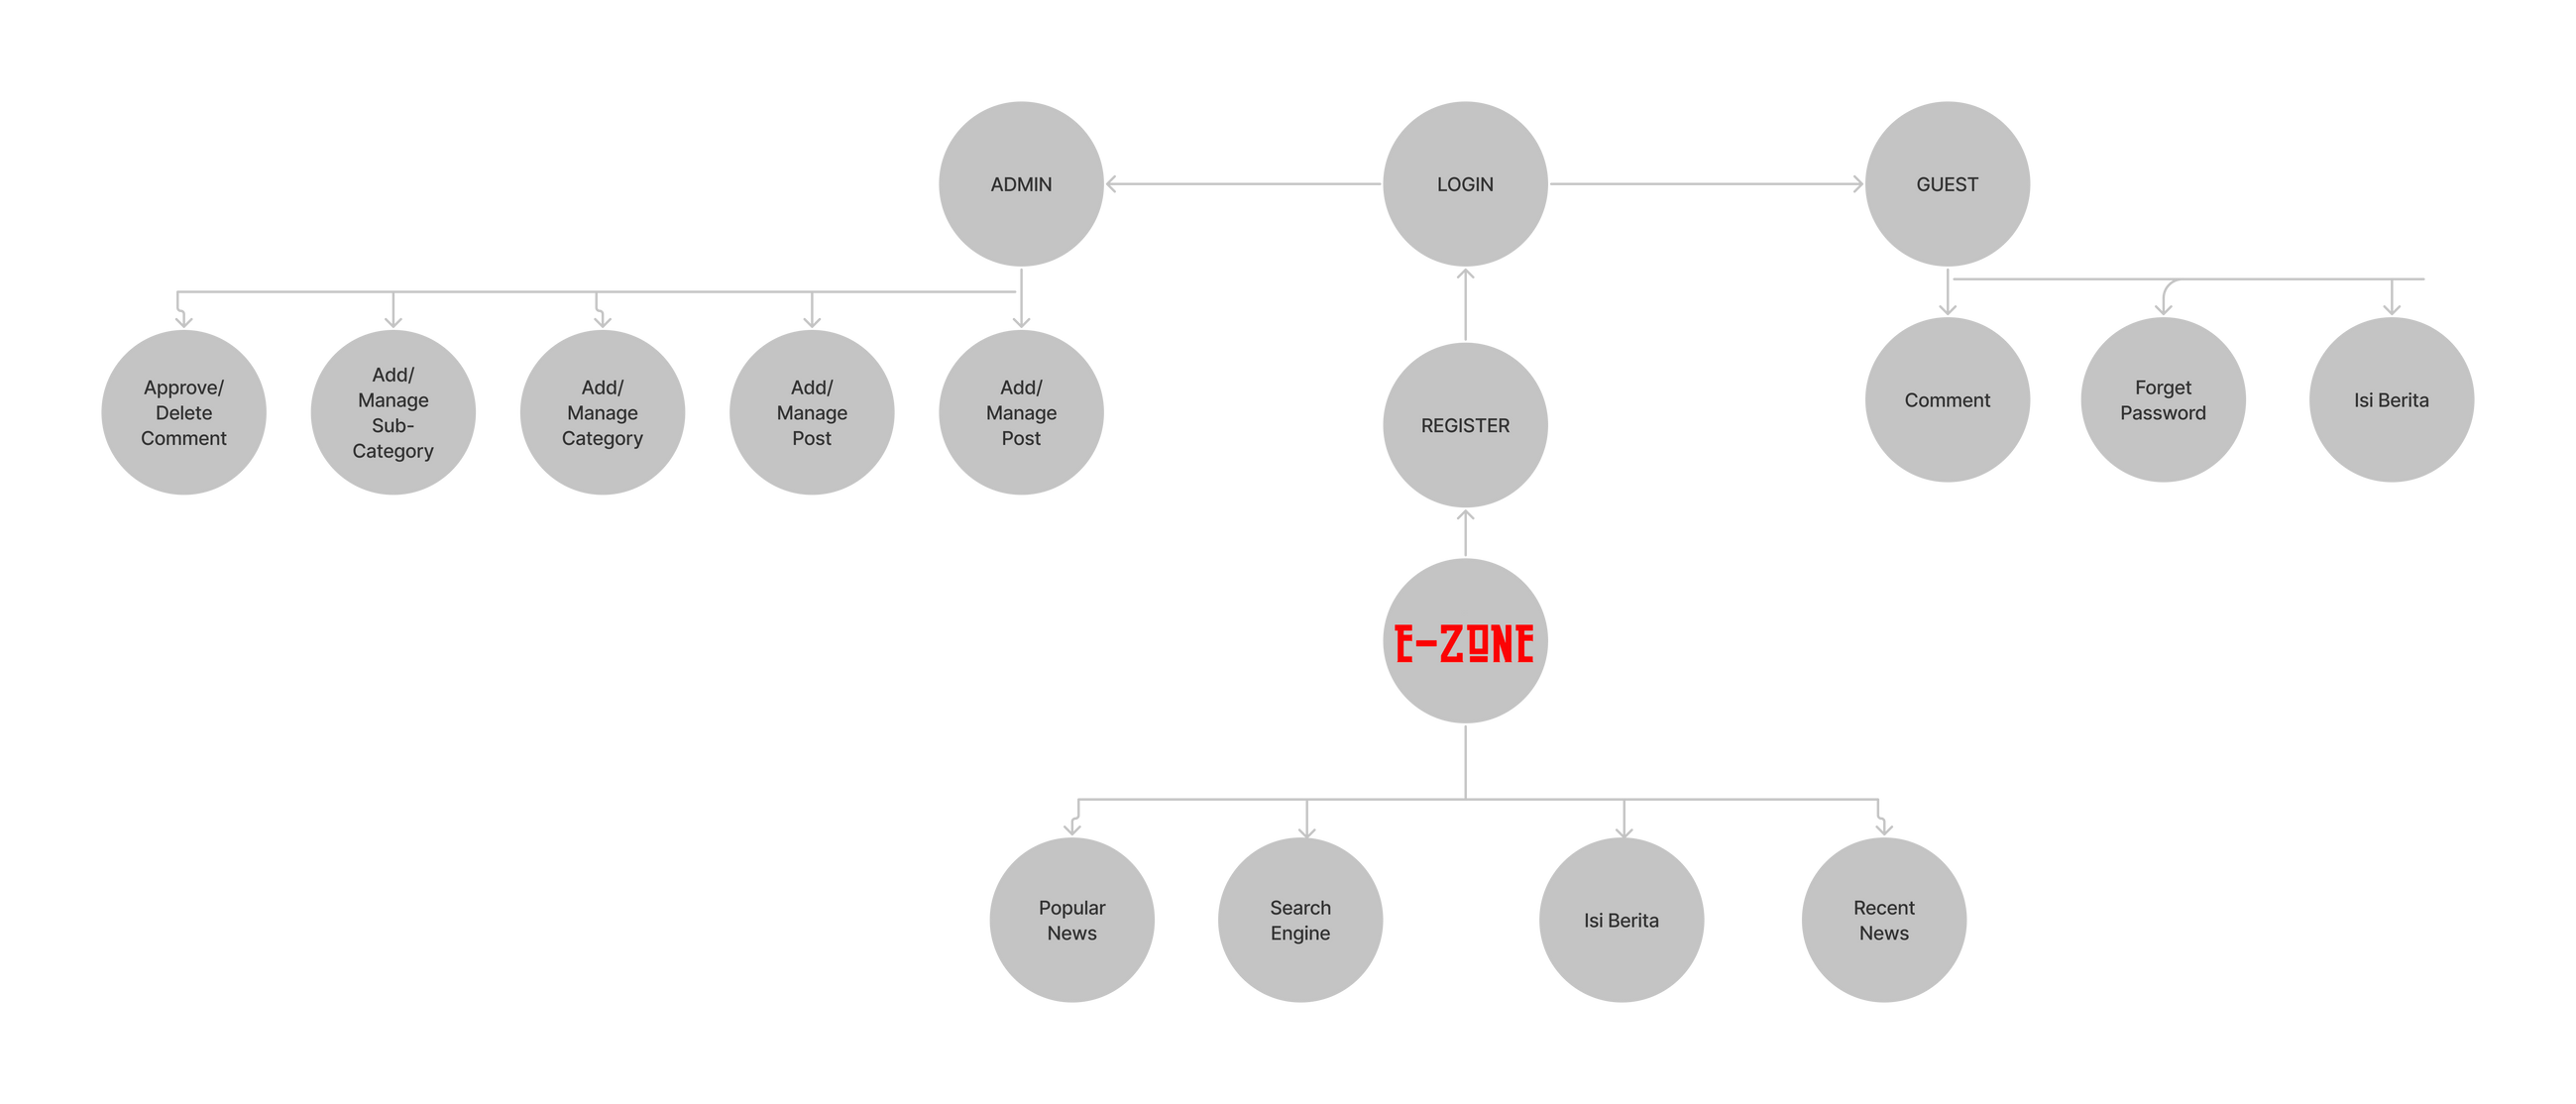 ADMIN
LOGIN
GUEST
Approve/
Delete
Comment
Add/
Manage
Sub-
Category
Add/
Manage
Category
Add/
Manage
Post
Add/
Manage
Post
REGISTER
Comment
Forget
Password
Isi Berita
E-ZONE
Popular
News
Search
Engine
Isi Berita
Recent
News